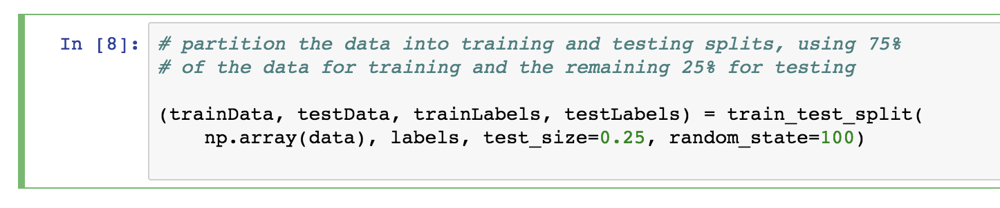 In [8]: # partition the data into training and testing splits, using 75%
# of the data for training and the remaining 25% for testing
(trainData, testData, trainLabels, testLabels) = train_test_split(
np.array(data), labels, test_size=0.25, random_state=100)